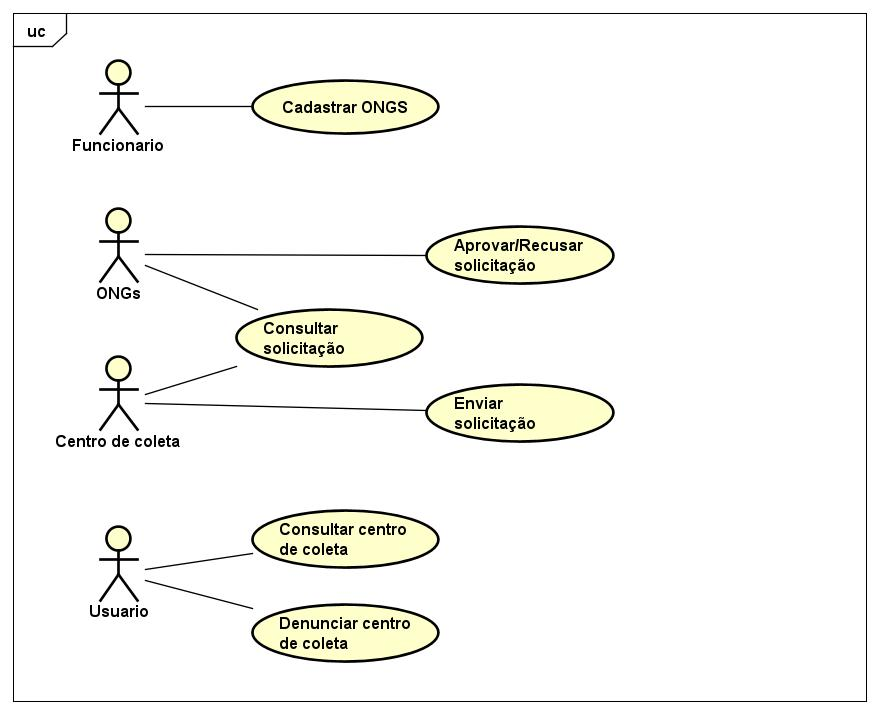 uc
Funcionario
Cadastrar ONGS
ONGs
Aprovar/Recusar
solicitação
Consultar
solicitação
Centro de coleta
Enviar
solicitação
Usuario
Consultar centro
de coleta
Denunciar centro
de coleta